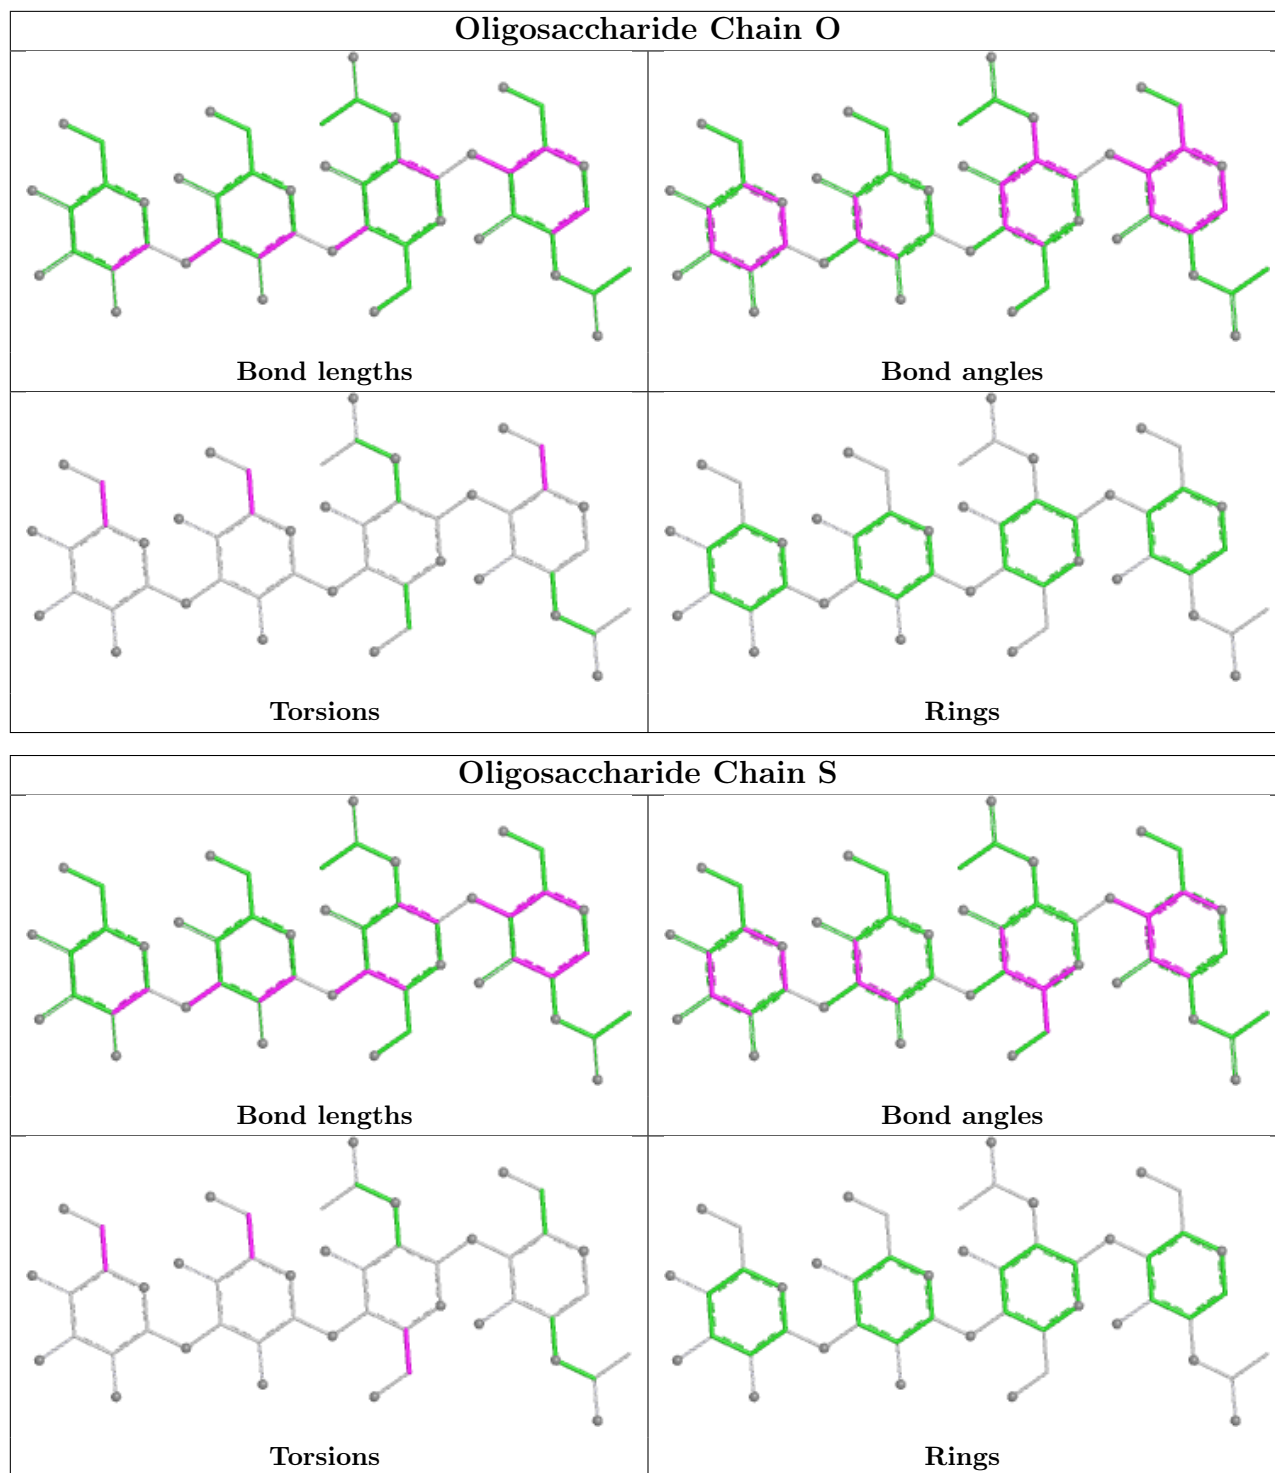 Oligosaccharide Chain O
Bond lengths
Bond angles
Torsions
Rings
Oligosaccharide Chain S
Bond lengths
Bond angles
Torsions
Rings